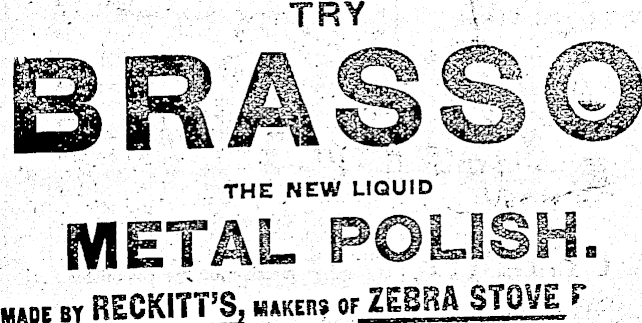 TRY
BRASSO
THE NEW LIQUID
METAL POLISH.
MADE BY RECKITT'S, MAKERS OF ZEBRA STOVE